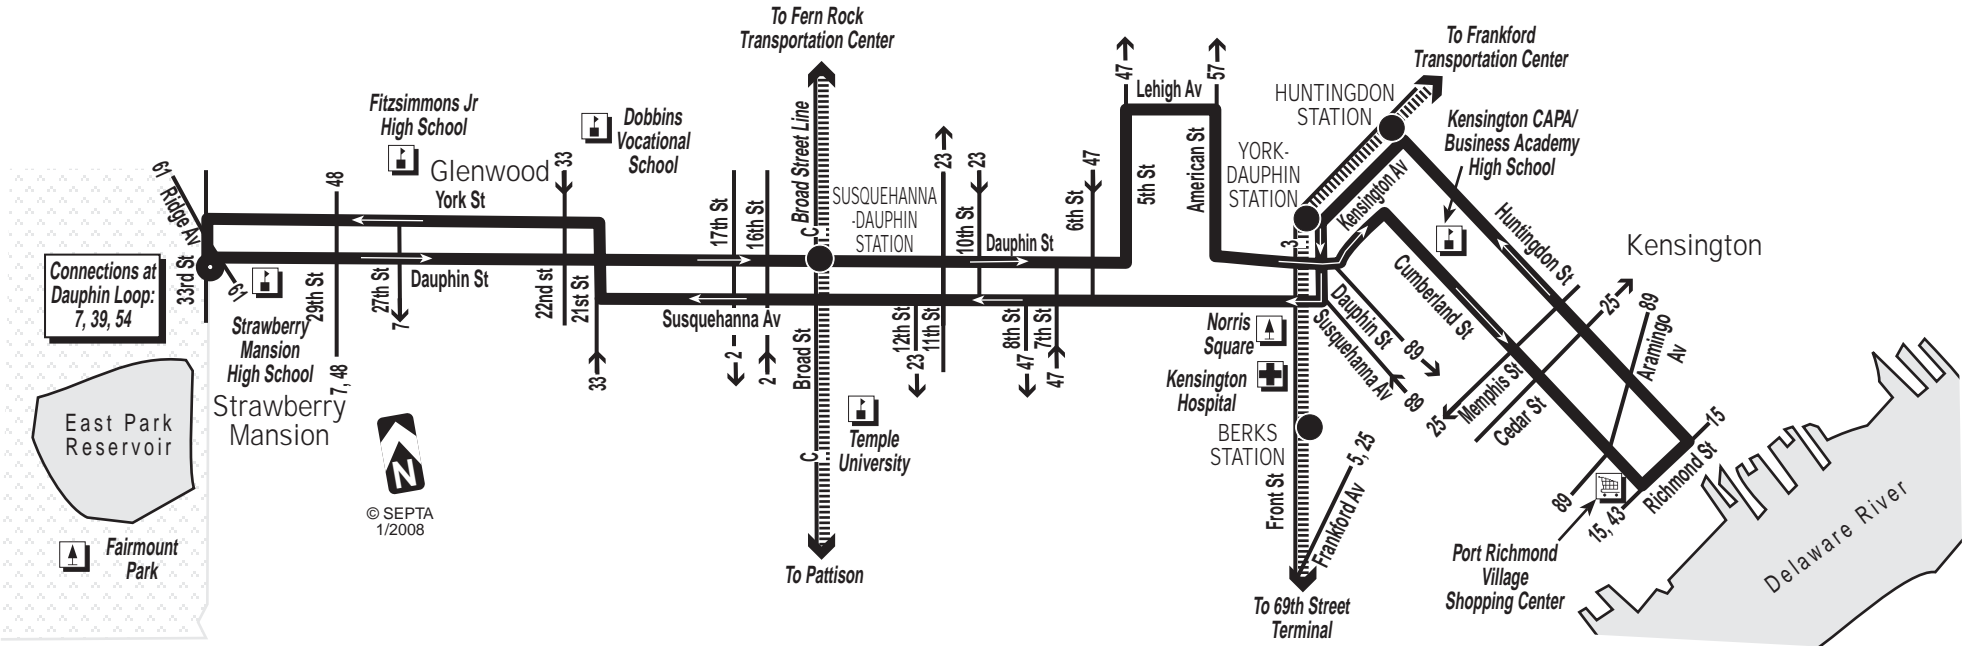 To Fern Rock
Transportation Center
To Frankford
Transportation Center
47
57
Lehigh Av
HUNTINGDON
STATION
Fitzsimmons Jr
High School
Dobbins
Vocational
School
Kensington CAPA/
Business Academy
High School
Broad Street Line
C
61
Ridge Av
48
Glenwood
York St
33
17th St
16th St
SUSQUEHANNA
-DAUPHIN
STATION
23
23
10th St
Dauphin St
47
6th St
5th St
American St
YORK-
DAUPHIN
STATION
Kensington Av
3
Huntingdon St
Kensington
Connections at
Dauphin Loop:
7, 39, 54
33rd St
61
Strawberry
Mansion
High School
29th St
7, 48
27th St
7
Dauphin St
22nd st
21st St
33
Susquehanna Av
2
2
Broad St
C
12th St
23
11th St
8th St
47
7th St
47
Norris
Square
Kensington
Hospital
Dauphin St
89
Susquehanna Av
89
Cumberland St
25
89
Aramingo
Av
25
Memphis St
Cedar St
15
Richmond St
89
15, 43
Strawberry
Mansion
East Park
Reservoir
N
© SEPTA
1/2008
Temple
University
BERKS
STATION
Front St
5, 25
Frankford Av
Fairmount
Park
To Pattison
To 69th Street
Terminal
Port Richmond
Village
Shopping Center
Delaware River